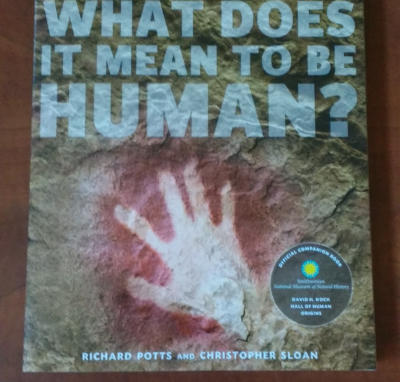 WHAT DOES
IT MEAN TO BE
HUMAN?
OFFICIAL COMPANION BOOK
Smithsonian
National Museum of Natural History
DAVID H. KOCH
HALL OF HUMAN
ORIGINS
RICHARD POTTS AND CHRISTOPHER SLOAN